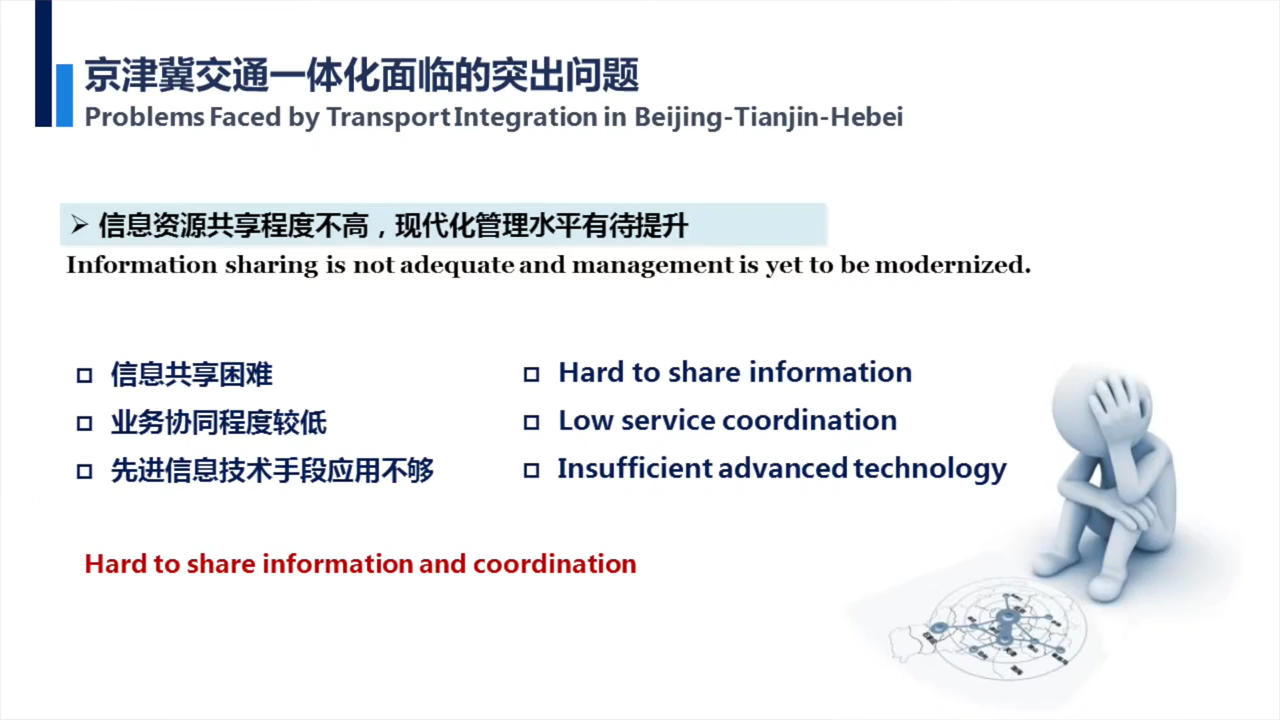 京津冀交通一体化面临的突出问题
Problems Faced by Transport Integration in Beijing-Tianjin-Hebei
➢ 信息资源共享程度不高，现代化管理水平有待提升
Information sharing is not adequate and management is yet to be modernized.
信息共享困难
业务协同程度较低
先进信息技术手段应用不够
Hard to share information
Low service coordination
Insufficient advanced technology
Hard to share information and coordination